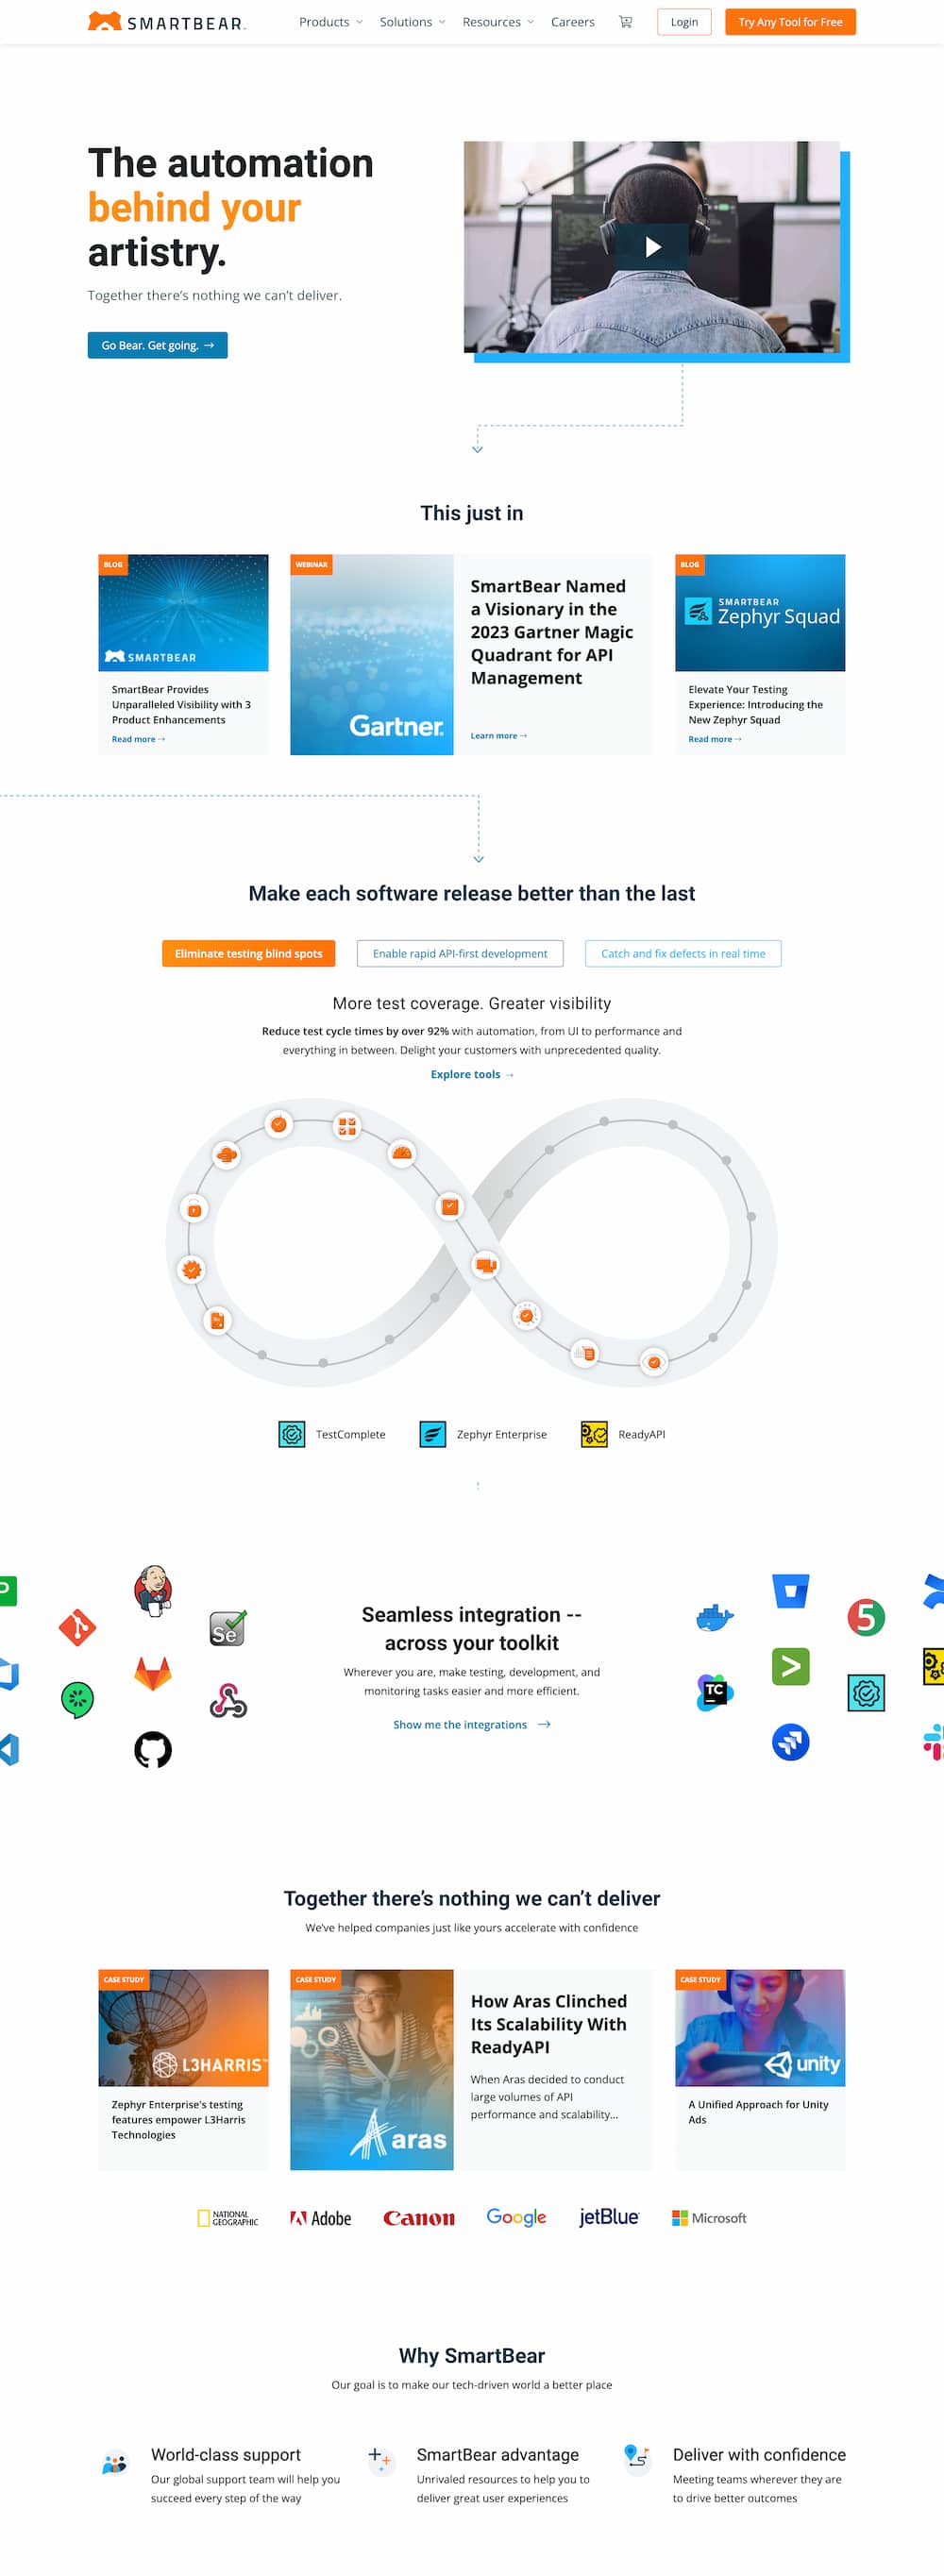 SMARTBEAR.
Products
Solutions
Resources
Careers
Login
Try Any Tool for Free
The automation
behind your
artistry.
Together there's nothing we can't deliver.
Go Bear. Get going. →
This just in
BLOG
SMARTBEAR
SmartBear Provides
Unparalleled Visibility with 3
Product Enhancements
Read more →
WEBINAR
Gartner
SmartBear Named
a Visionary in the
2023 Gartner Magic
Quadrant for API
Management
Learn more →
BLOG
SMARTBEAR
Zephyr Squad
Elevate Your Testing
Experience: Introducing the
New Zephyr Squad
Read more →
Make each software release better than the last
Eliminate testing blind spots
Enable rapid API-first development
Catch and fix defects in real time
More test coverage. Greater visibility
Reduce test cycle times by over 92% with automation, from UI to performance and
everything in between. Delight your customers with unprecedented quality.
Explore tools →
TestComplete
Zephyr Enterprise
ReadyAPI
P
Se
Seamless integration --
across your toolkit
Wherever you are, make testing, development, and
monitoring tasks easier and more efficient.
Show me the integrations →
5
TC
Together there's nothing we can't deliver
We've helped companies just like yours accelerate with confidence
CASE STUDY
L3HARRIS™
Zephyr Enterprise's testing
features empower L3Harris
Technologies
CASE STUDY
aras
How Aras Clinched
Its Scalability With
ReadyAPI
When Aras decided to conduct
large volumes of API
performance and scalability...
CASE STUDY
unity
A Unified Approach for Unity
Ads
NATIONAL
GEOGRAPHIC
Adobe
Canon
Google
jetBlue
Microsoft
Why SmartBear
Our goal is to make our tech-driven world a better place
World-class support
Our global support team will help you
succeed every step of the way
SmartBear advantage
Unrivaled resources to help you to
deliver great user experiences
Deliver with confidence
Meeting teams wherever they are
to drive better outcomes